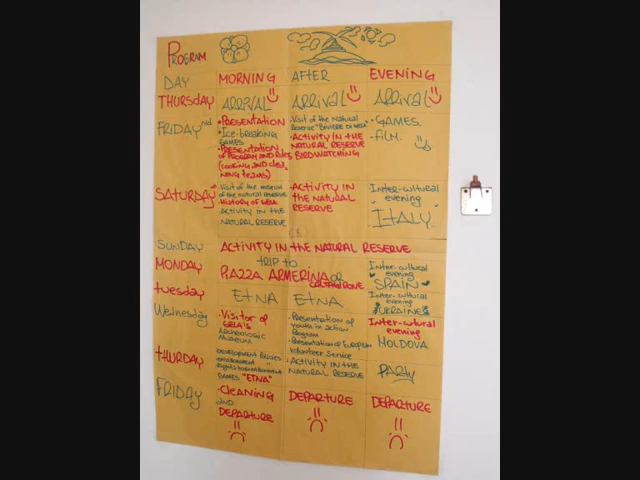 PROGRAM
DAY MORNING AFTER EVENING
THURSDAY ARRIVAL ARRIVAL ARRIVAL
FRIDAY
• PRESENTATION
• Ice-breaking
GAMES
• PRESENTATION
OF PROGRAM AND RULES
(COOKING AND CLEA
NING TEAMS)
• Visit of the Natural
Reserve
• Activity IN THE
NATURAL RESERVE
BIRDWATCHING
• GAMES
• FILM
SATURDAY
Visit of the museum
of the natural reserve
HISTORY OF GELA
ACTIVITY IN THE
NATURAL RESERVE
• Activity IN
THE NATURAL
RESERVE
Inter-cultural
evening
"ITALY"
SUNDAY ACTIVITY IN THE NATURAL RESERVE
MONDAY
TRIP TO
PIAZZA ARMERINA OR
CALTAGIRONE
Inter-cultural
evening
SPAIN
TUESDAY ETNA ETNA
Inter-cultural
evening
UKRAINE
Wednesday
• Visitor of
GELA'S
Archeologic
Museum
• Presentation of
youth in action
Program
• Presentation of European
Volunteer Service
Inter-cultural
evening
MOLDOVA
THURDAY
GAMES "ETNA"
• Activity IN THE
NATURAL RESERVE
PARTY
FRIDAY
• CLEANING
AND
DEPARTURE
DEPARTURE
DEPARTURE